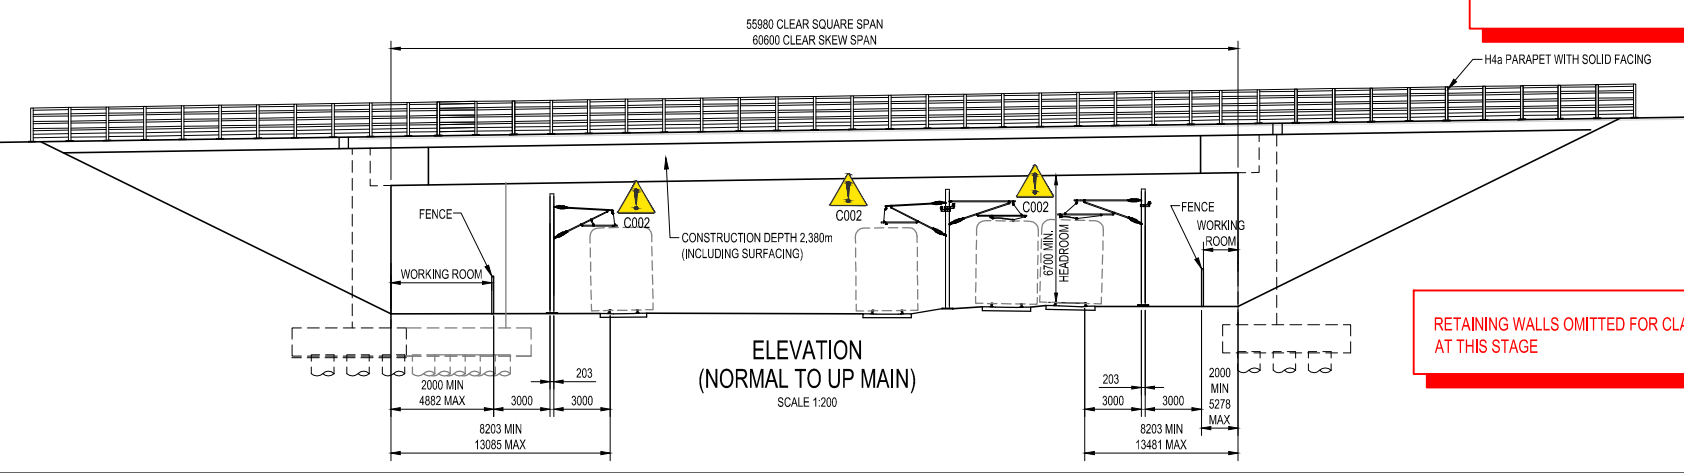 55980 CLEAR SQUARE SPAN
60600 CLEAR SKEW SPAN
H4a PARAPET WITH SOLID FACING
C002
C002
C002
FENCE
FENCE
WORKING
ROOM
CONSTRUCTION DEPTH 2,380m
(INCLUDING SURFACING)
6700 MIN.
HEADROOM
WORKING ROOM
RETAINING WALLS OMITTED FOR CLA
AT THIS STAGE
ELEVATION
(NORMAL TO UP MAIN)
SCALE 1:200
203
2000 MIN
4882 MAX
3000
3000
8203 MIN
13085 MAX
203
3000
3000
2000
MIN
5278
MAX
8203 MIN
13481 MAX